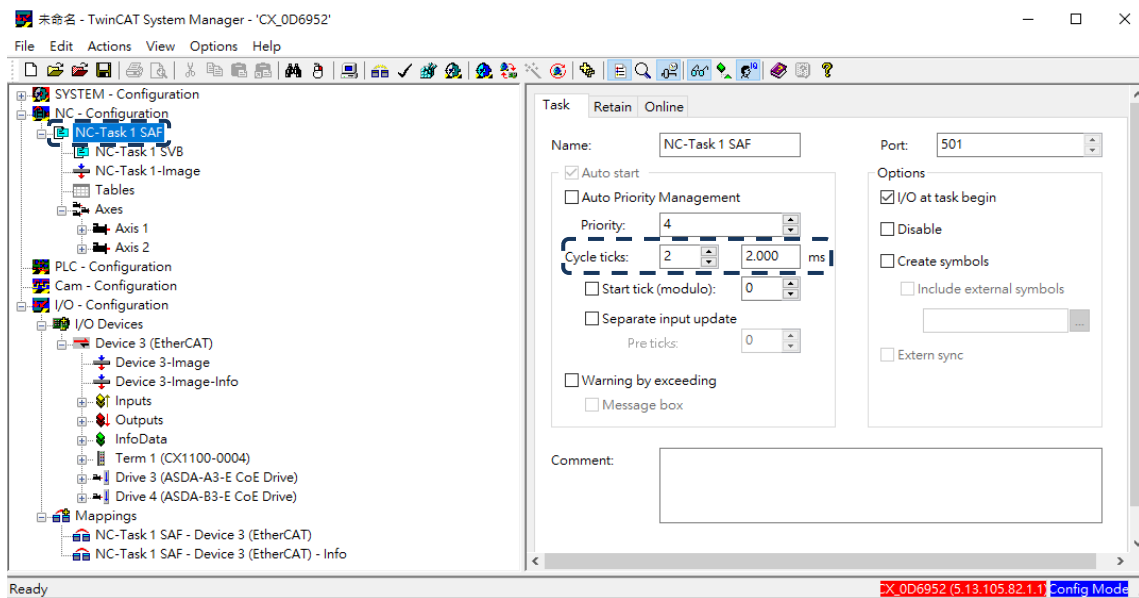 未命名 - TwinCAT System Manager - 'CX_0D6952'
File Edit Actions View Options Help
SYSTEM - Configuration
NC - Configuration
NC-Task 1 SAF
NC-Task 1 SVB
NC-Task 1-Image
Tables
Axes
Axis 1
Axis 2
PLC - Configuration
Cam - Configuration
I/O - Configuration
I/O Devices
Device 3 (EtherCAT)
Device 3-Image
Device 3-Image-Info
Inputs
Outputs
InfoData
Term 1 (CX1100-0004)
Drive 3 (ASDA-A3-E CoE Drive)
Drive 4 (ASDA-B3-E CoE Drive)
Mappings
NC-Task 1 SAF - Device 3 (EtherCAT)
NC-Task 1 SAF - Device 3 (EtherCAT) - Info
Task Retain Online
Name: NC-Task 1 SAF Port: 501
Auto start Options
Auto Priority Management I/O at task begin
Priority: 4 Disable
Cycle ticks: 2 2.000 ms Create symbols
Start tick (modulo): 0 Include external symbols
Separate input update ...
Pre ticks: 0 Extern sync
Warning by exceeding
Message box
Comment:
Ready CX_0D6952 (5.13.105.82.1.1) Config Mode